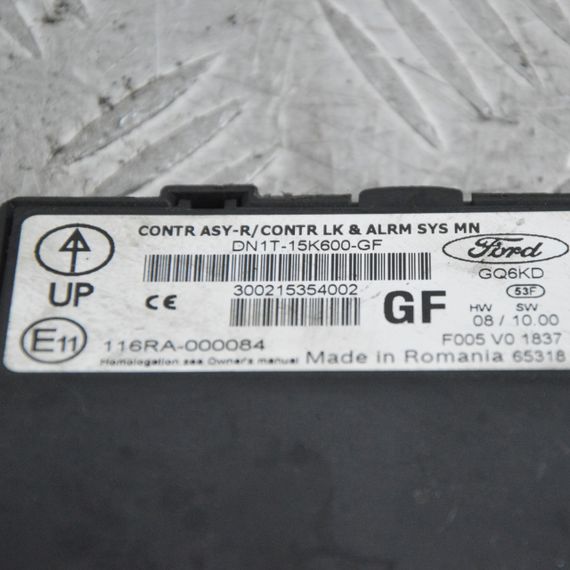 CONTR ASY-R/CONTR LK & ALRM SYS MN
DN1T-15K600-GF
Ford
GQ6KD
53F
UP
CE
300215354002
GF
HW SW
08 / 10.00
E11
116RA-000084
F005 V0 1837
Homologation see Owner's manual
Made in Romania 65318